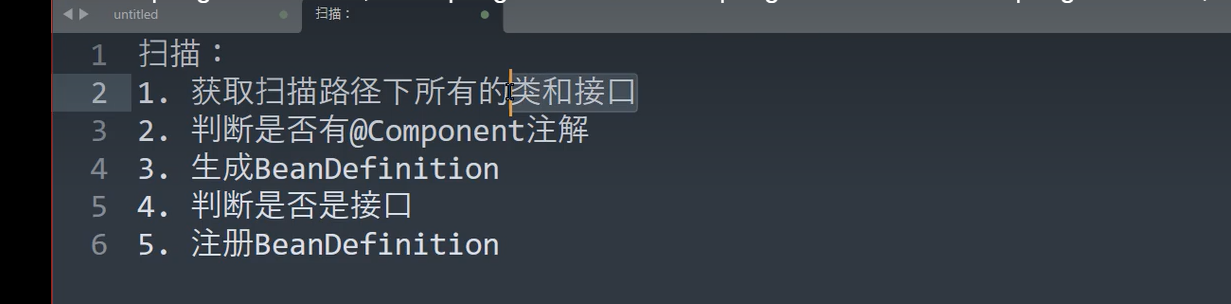 untitled
扫描：
1 扫描：
2 1. 获取扫描路径下所有的类和接口
3 2. 判断是否有@Component注解
4 3. 生成BeanDefinition
5 4. 判断是否是接口
6 5. 注册BeanDefinition